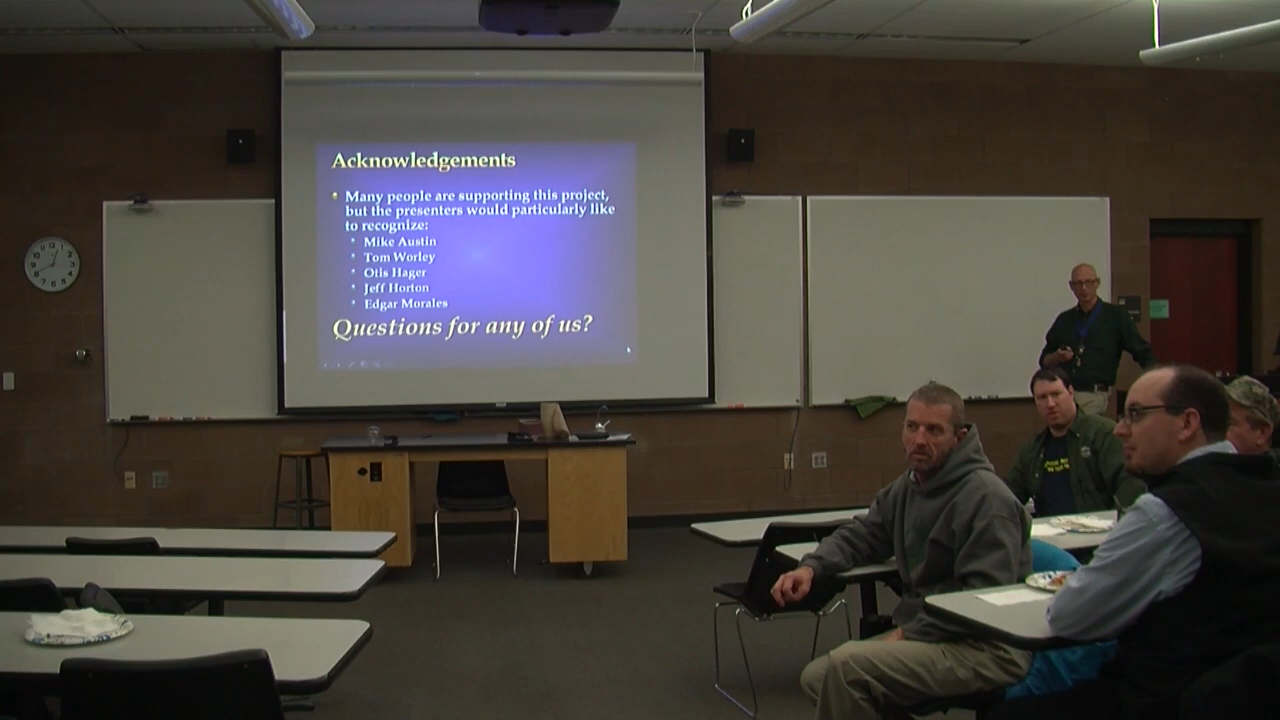 Acknowledgements
Many people are supporting this project,
but the presenters would particularly like
to recognize:
Mike Austin
Tom Worley
Otis Hager
Jeff Horton
Edgar Morales
Questions for any of us?